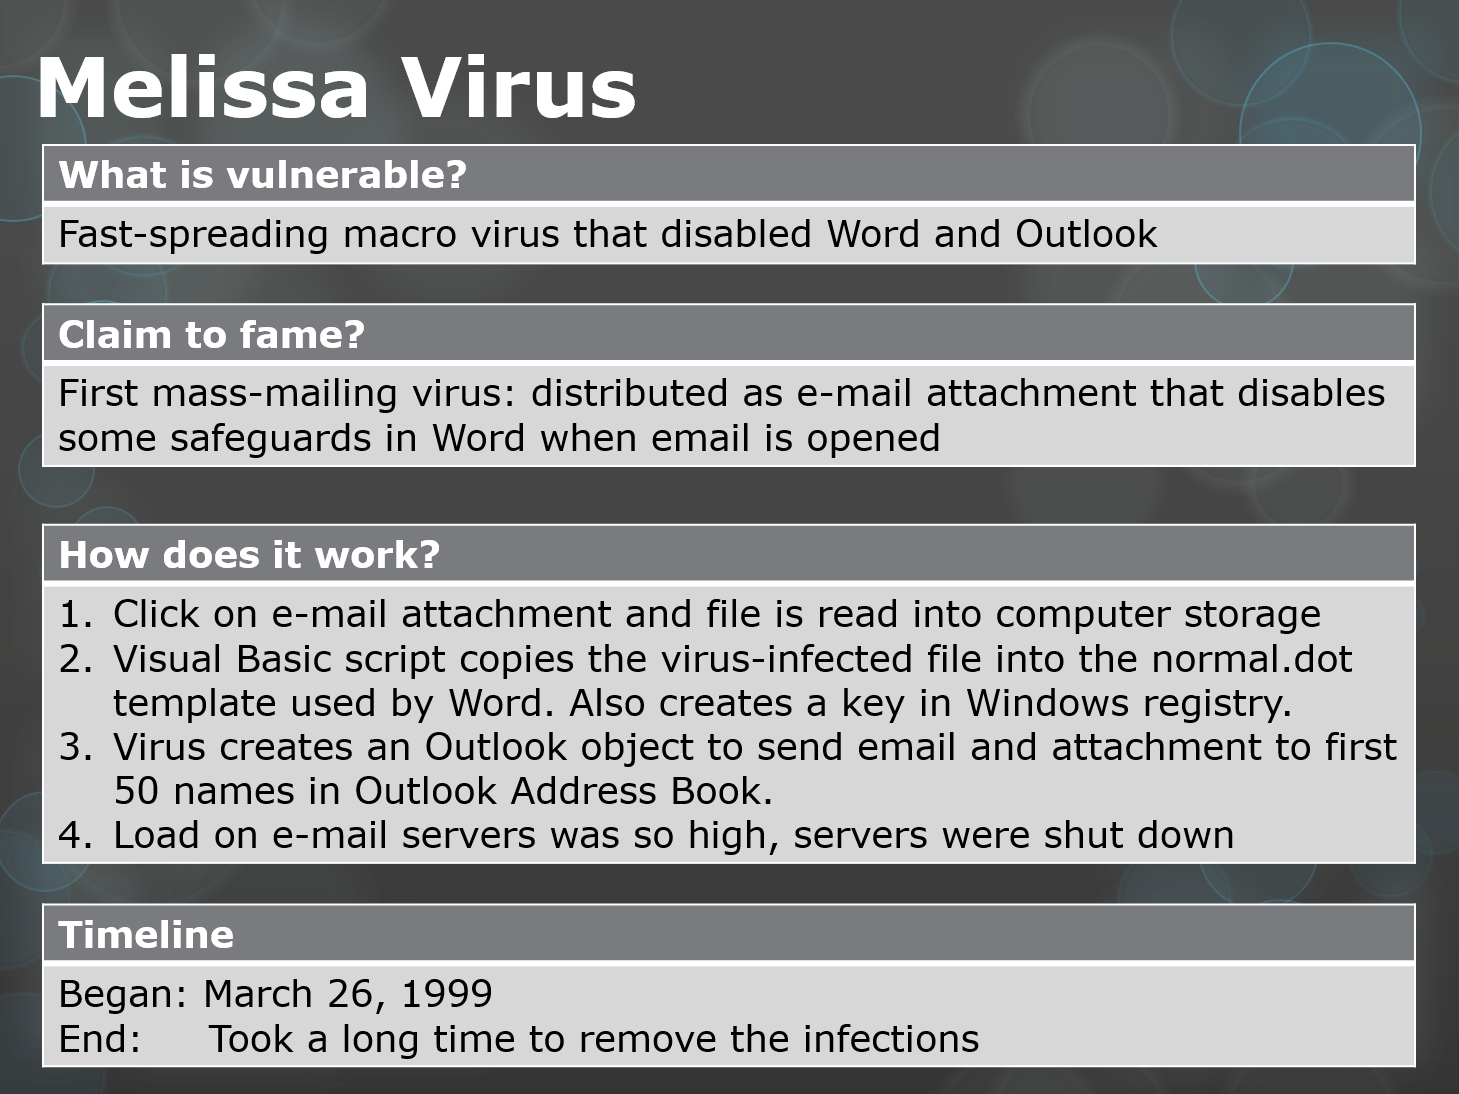 Melissa Virus
What is vulnerable?
Fast-spreading macro virus that disabled Word and Outlook
Claim to fame?
First mass-mailing virus: distributed as e-mail attachment that disables
some safeguards in Word when email is opened
How does it work?
1. Click on e-mail attachment and file is read into computer storage
2. Visual Basic script copies the virus-infected file into the normal.dot
template used by Word. Also creates a key in Windows registry.
3. Virus creates an Outlook object to send email and attachment to first
50 names in Outlook Address Book.
4. Load on e-mail servers was so high, servers were shut down
Timeline
Began: March 26, 1999
End: Took a long time to remove the infections